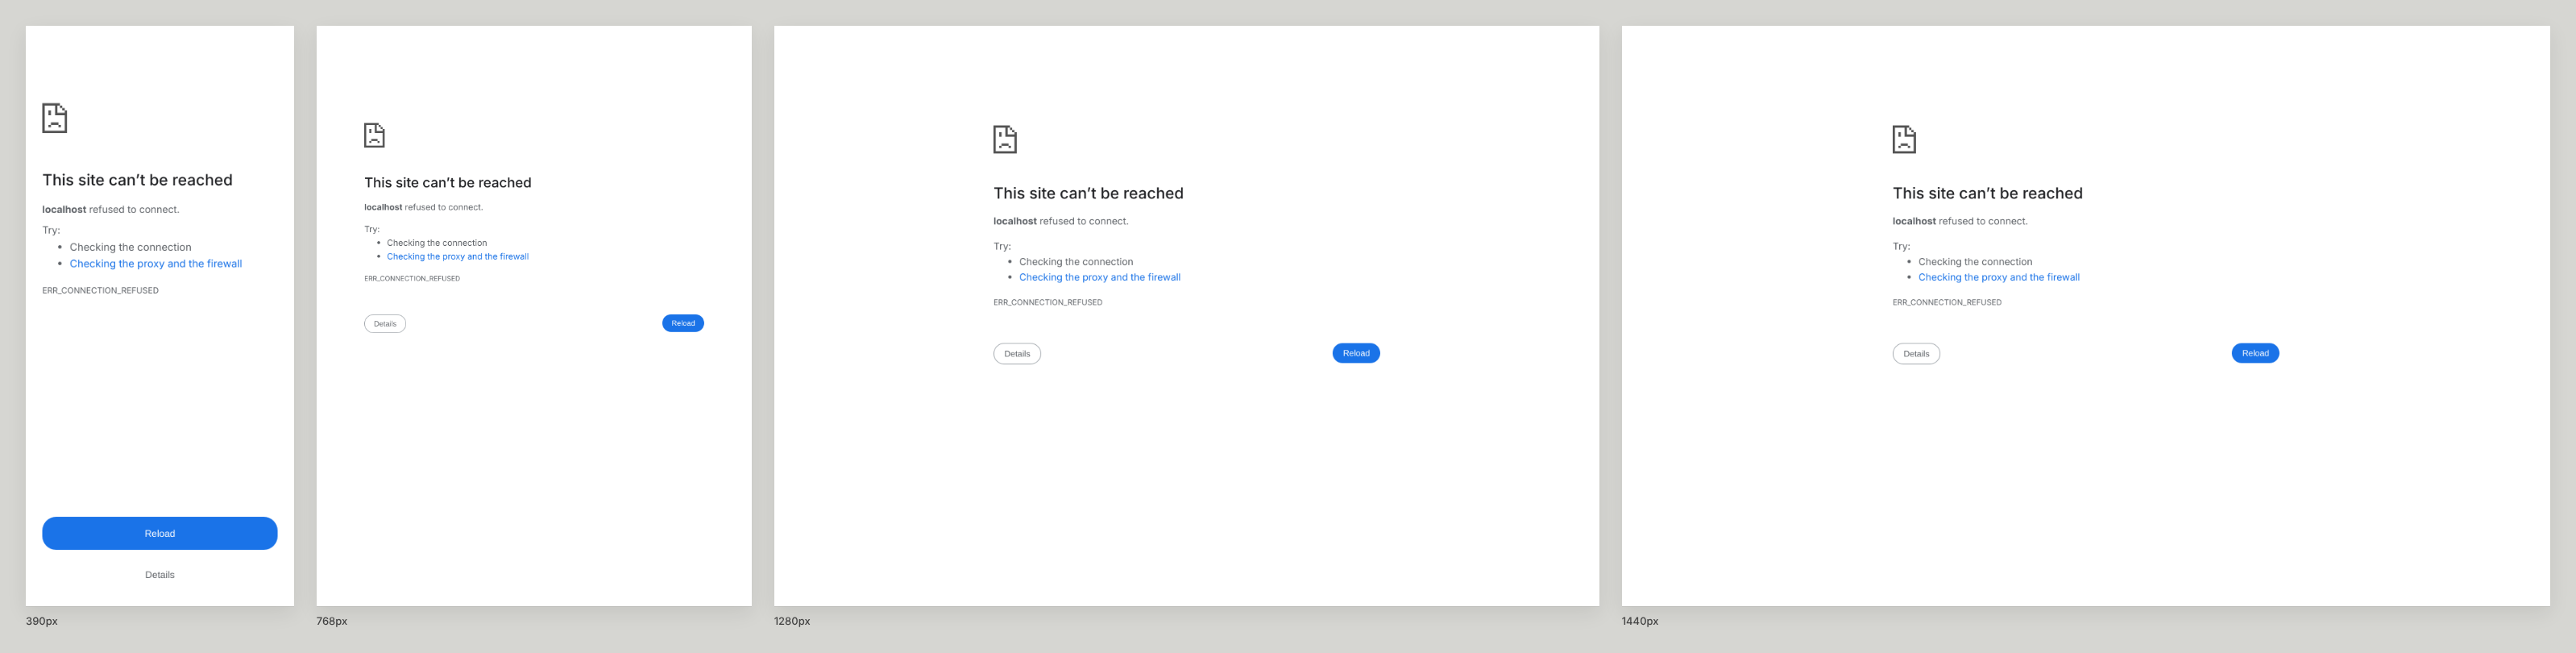 This site can’t be reached
localhost refused to connect.
Try:
• Checking the connection
• Checking the proxy and the firewall
ERR_CONNECTION_REFUSED
Reload
Details
390px
This site can’t be reached
localhost refused to connect.
Try:
• Checking the connection
• Checking the proxy and the firewall
ERR_CONNECTION_REFUSED
Details
Reload
768px
This site can’t be reached
localhost refused to connect.
Try:
• Checking the connection
• Checking the proxy and the firewall
ERR_CONNECTION_REFUSED
Details
Reload
1280px
This site can’t be reached
localhost refused to connect.
Try:
• Checking the connection
• Checking the proxy and the firewall
ERR_CONNECTION_REFUSED
Details
Reload
1440px